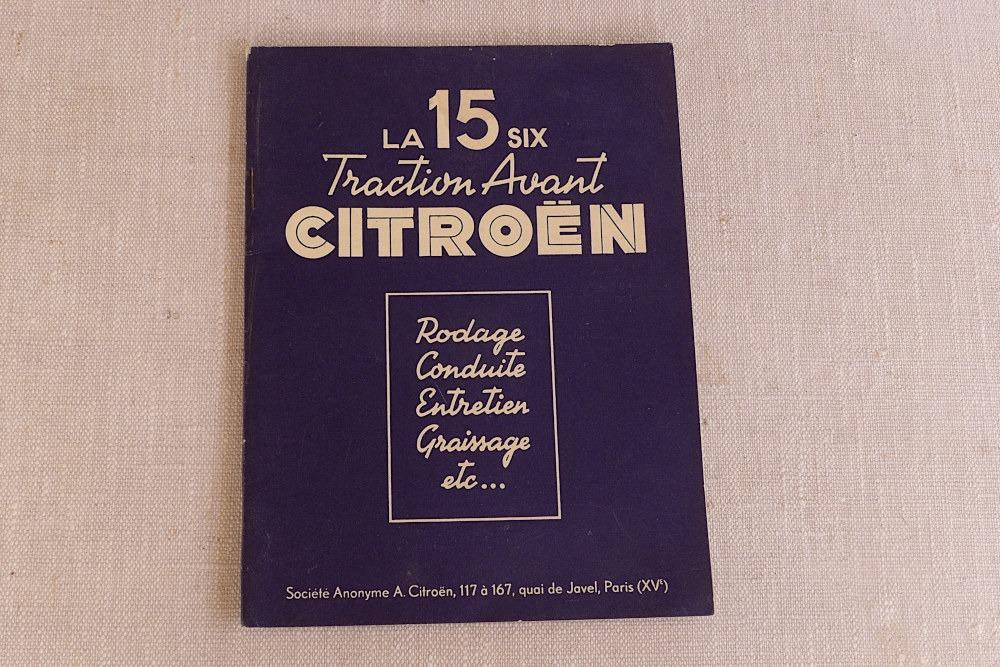 LA 15 SIX
Traction Avant
CITROËN
Rodage
Conduite
Entretien
Graissage
etc...
Société Anonyme A. Citroën, 117 à 167, quai de Javel, Paris (XVᵉ)